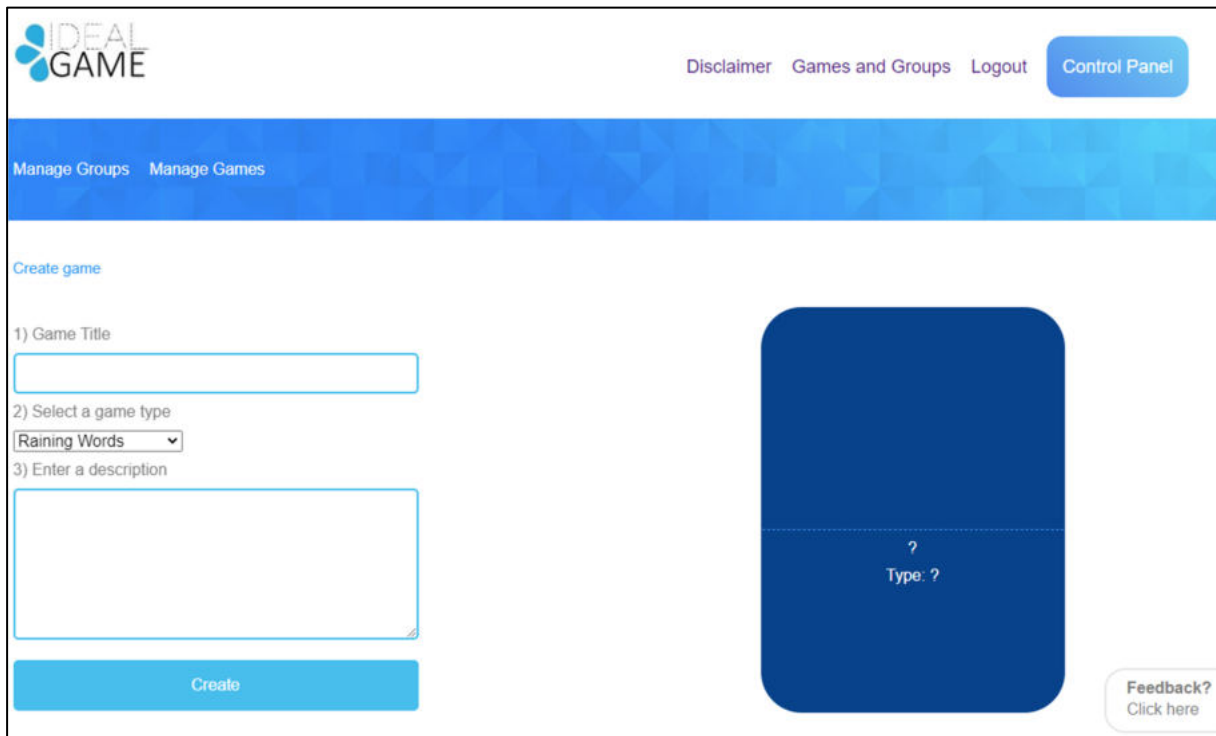 IDEAL
GAME
Disclaimer Games and Groups Logout Control Panel
Manage Groups Manage Games
Create game
1) Game Title
2) Select a game type
Raining Words
3) Enter a description
Create
?
Type: ?
Feedback?
Click here